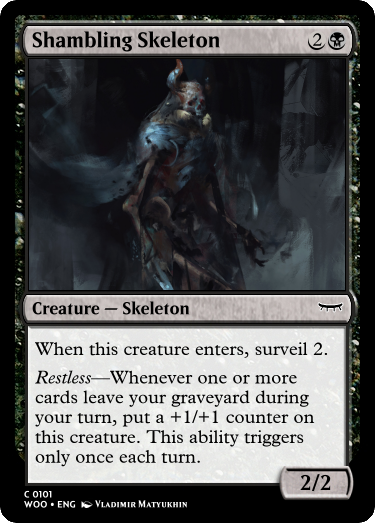 Shambling Skeleton 2
Creature — Skeleton
When this creature enters, surveil 2.
Restless—Whenever one or more
cards leave your graveyard during
your turn, put a +1/+1 counter on
this creature. This ability triggers
only once each turn.
2/2
C 0101
WOO • ENG Vladimir Matyukhin